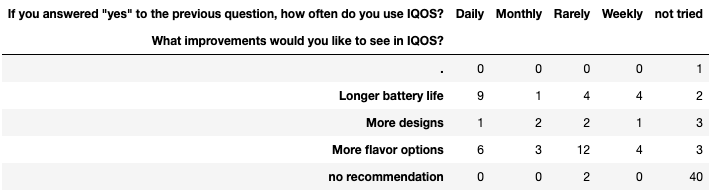 If you answered "yes" to the previous question, how often do you use IQOS? Daily Monthly Rarely Weekly not tried
What improvements would you like to see in IQOS?
. 0 0 0 0 1
Longer battery life 9 1 4 4 2
More designs 1 2 2 1 3
More flavor options 6 3 12 4 3
no recommendation 0 0 2 0 40